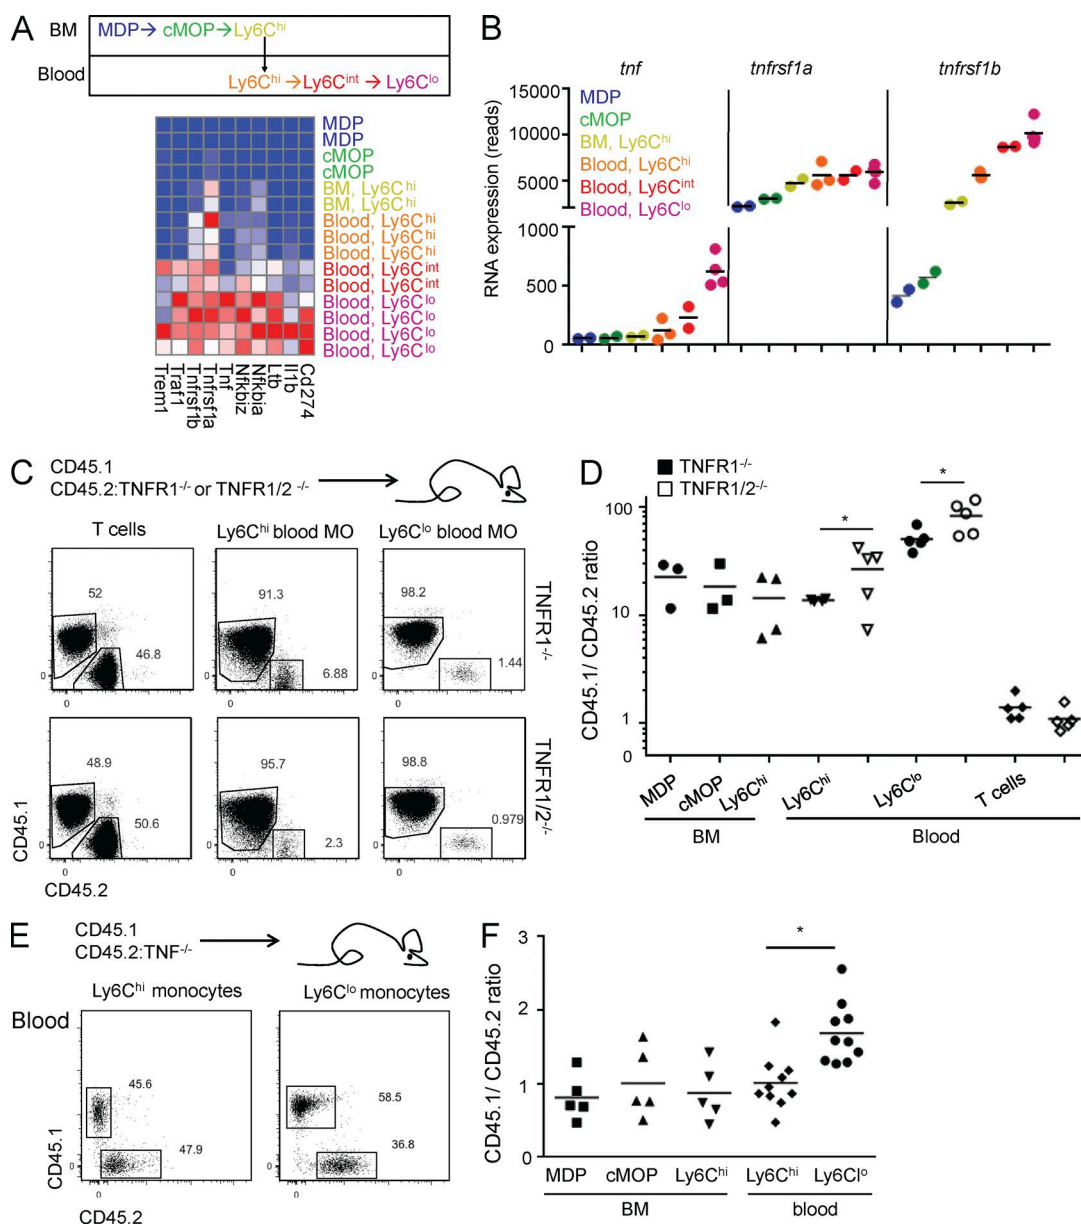 A
BM MDP→ cMOP→Ly6Chi
Blood Ly6Chi →Ly6Cint → Ly6Clo
MDP
MDP
cMOP
cMOP
BM, Ly6Chi
BM, Ly6Chi
Blood, Ly6Chi
Blood, Ly6Chi
Blood, Ly6Chi
Blood, Ly6Cint
Blood, Ly6Cint
Blood, Ly6Clo
Blood, Ly6Clo
Blood, Ly6Clo
Blood, Ly6Clo
Trem1
Traf1
Tnfrsf1b
Tnfrsf1a
Tnf
Nfkbiz
Nfkbia
Ltb
Il1b
Cd274
B
tnf tnfrsf1a tnfrsf1b
RNA expression (reads)
15000
10000
5000
1000
500
0
MDP
cMOP
BM, Ly6Chi
Blood, Ly6Chi
Blood, Ly6Cint
Blood, Ly6Clo
C
CD45.1
CD45.2:TNFR1-/- or TNFR1/2 -/-
T cells Ly6Chi blood MO Ly6Clo blood MO
52
46.8
0
0
91.3
6.88
0
0
98.2
1.44
0
0
TNFR1-/-
48.9
50.6
0
0
95.7
2.3
0
0
98.8
0.979
0
0
TNFR1/2-/-
CD45.1
CD45.2
D
TNFR1-/-
TNFR1/2-/-
*
*
CD45.1/ CD45.2 ratio
100
10
1
0
MDP
cMOP
Ly6Chi
Ly6Chi
Ly6Clo
T cells
BM Blood
E
CD45.1
CD45.2:TNF-/-
Ly6Chi monocytes Ly6Clo monocytes
Blood
45.6
47.9
0
0
58.5
36.8
0
0
CD45.1
CD45.2
F
*
CD45.1/ CD45.2 ratio
3
2
1
0
MDP cMOP Ly6Chi Ly6Chi Ly6Clo
BM blood